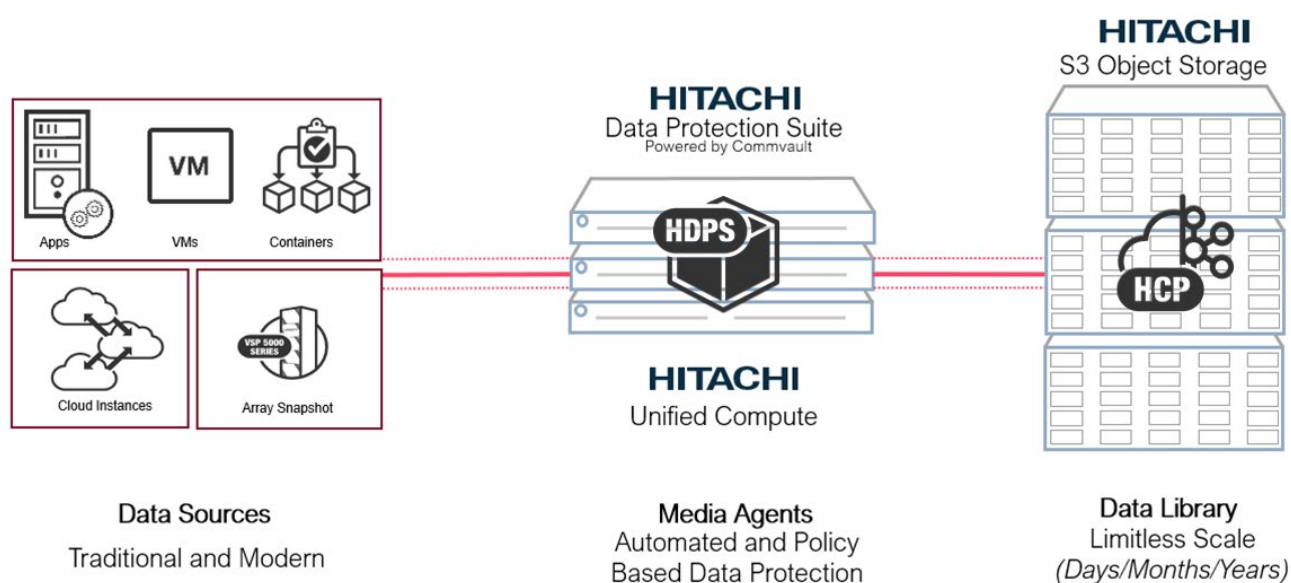 HITACHI
S3 Object Storage
HITACHI
Data Protection Suite
Powered by Commvault
VM
Apps
VMs
Containers
HDPS
HCP
VSP 5000
SERIES
Cloud Instances
Array Snapshot
HITACHI
Unified Compute
Data Sources
Traditional and Modern
Media Agents
Automated and Policy
Based Data Protection
Data Library
Limitless Scale
(Days/Months/Years)